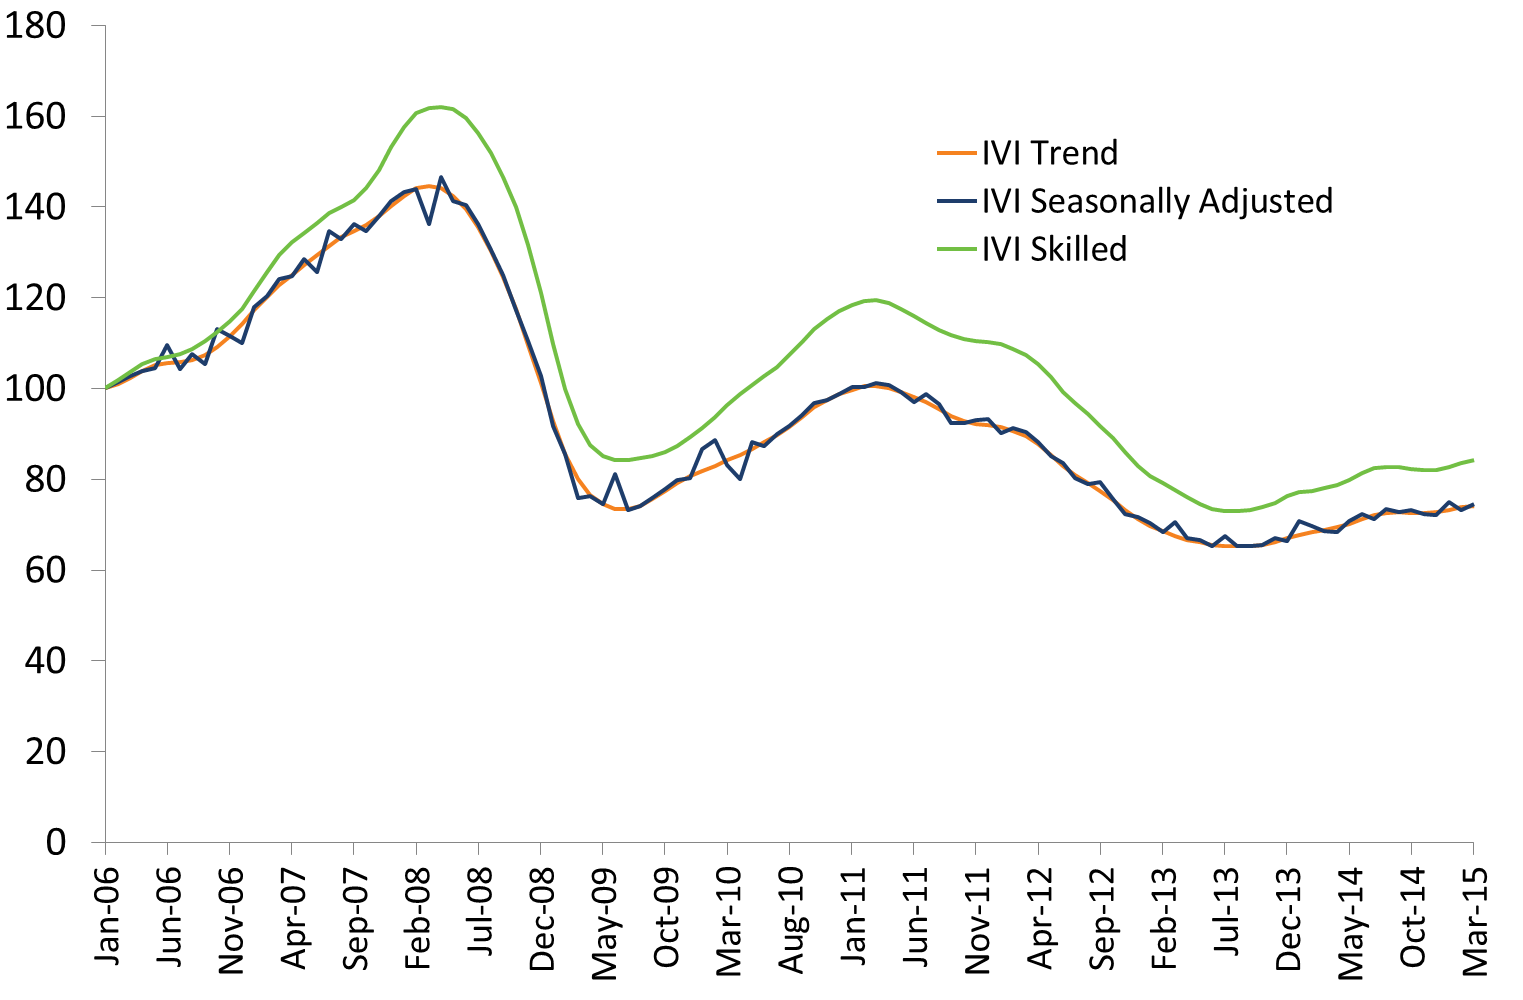 180
160
140
120
100
80
60
40
20
0
IVI Trend
IVI Seasonally Adjusted
IVI Skilled
Jan-06
Jun-06
Nov-06
Apr-07
Sep-07
Feb-08
Jul-08
Dec-08
May-09
Oct-09
Mar-10
Aug-10
Jan-11
Jun-11
Nov-11
Apr-12
Sep-12
Feb-13
Jul-13
Dec-13
May-14
Oct-14
Mar-15